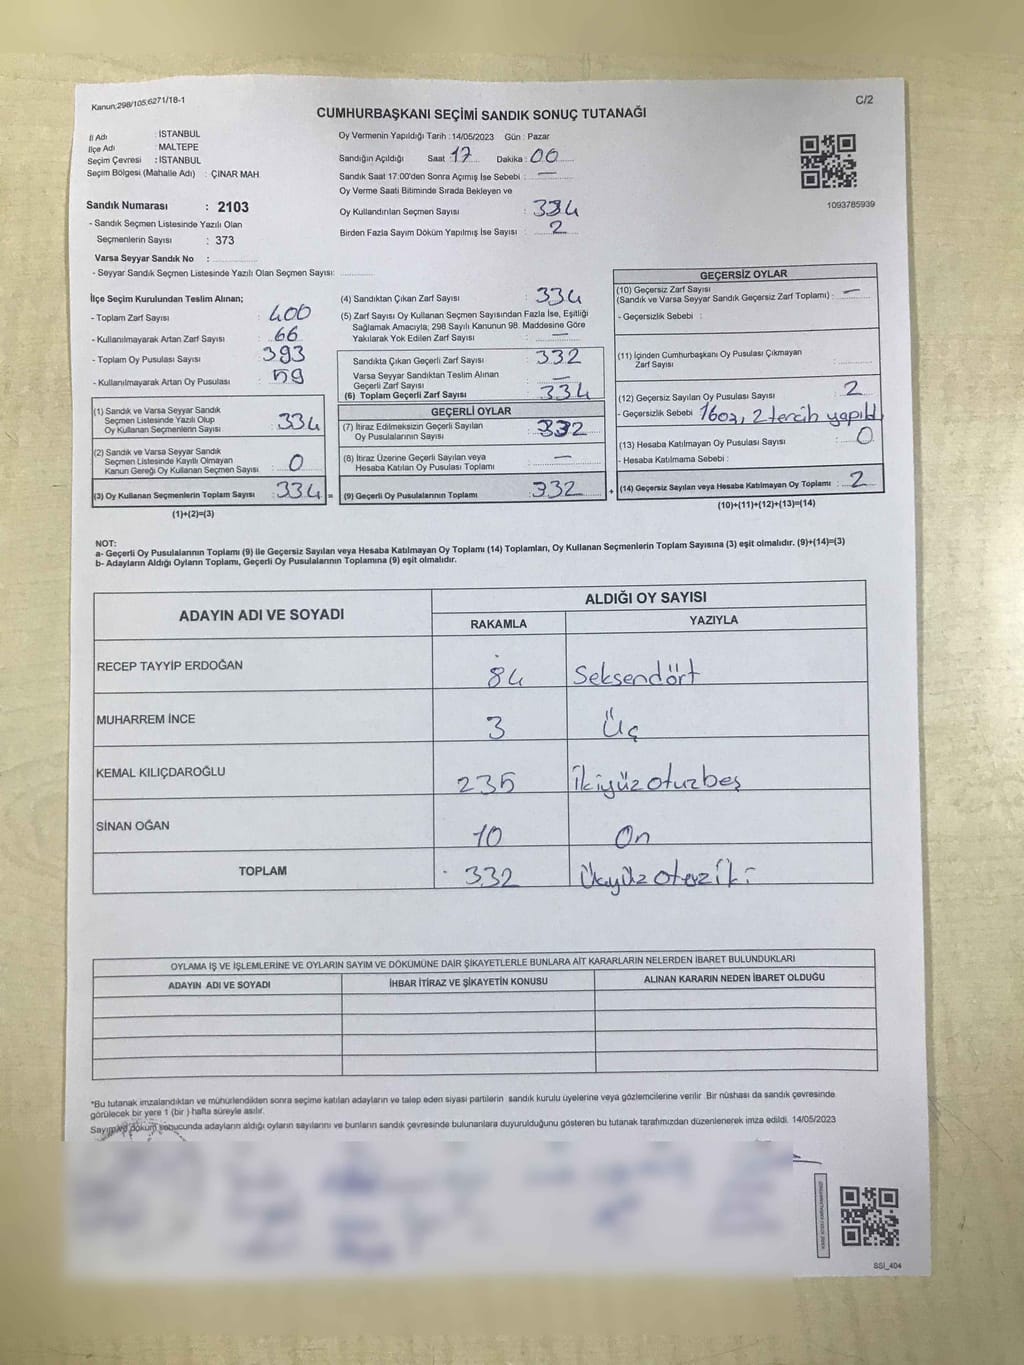 Kanun;298/105;6271/18-1
C/2
CUMHURBAŞKANI SEÇİMİ SANDIK SONUÇ TUTANAĞI
İl Adı : İSTANBUL
İlçe Adı : MALTEPE
Seçim Çevresi : İSTANBUL
Seçim Bölgesi (Mahalle Adı) : ÇINAR MAH.
Sandık Numarası : 2103
- Sandık Seçmen Listesinde Yazılı Olan
Seçmenlerin Sayısı : 373
Varsa Seyyar Sandık No :
- Seyyar Sandık Seçmen Listesinde Yazılı Olan Seçmen Sayısı:
Oy Vermenin Yapıldığı Tarih : 14/05/2023 Gün : Pazar
Sandığın Açıldığı Saat : 17 Dakika : 00
Sandık Saat 17.00'den Sonra Açımış İse Sebebi : —
Oy Verme Saati Bitiminde Sırada Bekleyen ve
Oy Kullandırılan Seçmen Sayısı : 334
Birden Fazla Sayım Döküm Yapılmış İse Sayısı : 2
1093785939
İlçe Seçim Kurulundan Teslim Alınan;
- Toplam Zarf Sayısı : 400
- Kullanılmayarak Artan Zarf Sayısı : 66
- Toplam Oy Pusulası Sayısı : 393
- Kullanılmayarak Artan Oy Pusulası : 59
(1) Sandık ve Varsa Seyyar Sandık
Seçmen Listesinde Yazılı Olup
Oy Kullanan Seçmenlerin Sayısı : 334
(2) Sandık ve Varsa Seyyar Sandık
Seçmen Listesinde Kayıtlı Olmayan
Kanun Gereği Oy Kullanan Seçmen Sayısı : 0
(3) Oy Kullanan Seçmenlerin Toplam Sayısı : 334 =
(1)+(2)=(3)
(4) Sandıktan Çıkan Zarf Sayısı : 334
(5) Zarf Sayısı Oy Kullanan Seçmen Sayısından Fazla İse, Eşitliği
Sağlamak Amacıyla; 298 Sayılı Kanunun 98. Maddesine Göre
Yakılarak Yok Edilen Zarf Sayısı : —
Sandıkta Çıkan Geçerli Zarf Sayısı : 332
Varsa Seyyar Sandıktan Teslim Alınan
Geçerli Zarf Sayısı : —
(6) Toplam Geçerli Zarf Sayısı : 334
GEÇERLİ OYLAR
(7) İtiraz Edilmeksizin Geçerli Sayılan
Oy Pusulalarının Sayısı : 332
(8) İtiraz Üzerine Geçerli Sayılan veya
Hesaba Katılan Oy Pusulası Toplamı : —
(9) Geçerli Oy Pusulalarının Toplamı : 332 +
GEÇERSİZ OYLAR
(10) Geçersiz Zarf Sayısı
(Sandık ve Varsa Seyyar Sandık Geçersiz Zarf Toplamı) : —
- Geçersizlik Sebebi :
(11) İçinden Cumhurbaşkanı Oy Pusulası Çıkmayan
Zarf Sayısı :
(12) Geçersiz Sayılan Oy Pusulası Sayısı : 2
- Geçersizlik Sebebi 2 tercih yapıldı
(13) Hesaba Katılmayan Oy Pusulası Sayısı : 0
- Hesaba Katılmama Sebebi :
(14) Geçersiz Sayılan veya Hesaba Katılmayan Oy Toplamı : 2
(10)+(11)+(12)+(13)=(14)
NOT:
a- Geçerli Oy Pusulalarının Toplamı (9) ile Geçersiz Sayılan veya Hesaba Katılmayan Oy Toplamı (14) Toplamları, Oy Kullanan Seçmenlerin Toplam Sayısına (3) eşit olmalıdır. (9)+(14)=(3)
b- Adayların Aldığı Oyların Toplamı, Geçerli Oy Pusulalarının Toplamına (9) eşit olmalıdır.
ADAYIN ADI VE SOYADI
ALDIĞI OY SAYISI
RAKAMLA YAZIYLA
RECEP TAYYİP ERDOĞAN 84 Seksendört
MUHARREM İNCE 3 Üç
KEMAL KILIÇDAROĞLU 235 İkiyüz otuzbeş
SİNAN OĞAN 10 On
TOPLAM 332 Üçyüz otuziki
OYLAMA İŞ VE İŞLEMLERİNE VE OYLARIN SAYIM VE DÖKÜMÜNE DAİR ŞİKAYETLERLE BUNLARA AİT KARARLARIN NELERDEN İBARET BULUNDUKLARI
ADAYIN ADI VE SOYADI İHBAR İTİRAZ VE ŞİKAYETİN KONUSU ALINAN KARARIN NEDEN İBARET OLDUĞU
*Bu tutanak imzalandıktan ve mühürlendikten sonra seçime katılan adayların ve talep eden siyasi partilerin sandık kurulu üyelerine veya gözlemcilerine verilir. Bir nüshası da sandık çevresinde
görülecek bir yere 1 (bir ) hafta süreyle asılır.
Sayım ve döküm sonucunda adayların aldığı oyların sayılarını ve bunların sandık çevresinde bulunanlara duyurulduğunu gösteren bu tutanak tarafımızdan düzenlenerek imza edildi. 14/05/2023
SSI_404